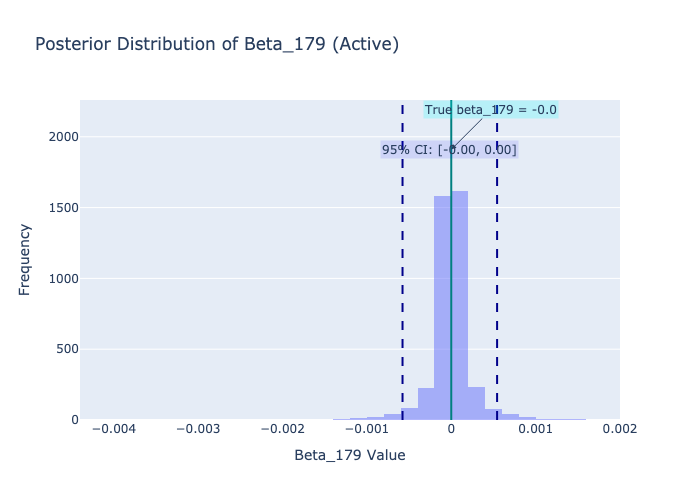 Posterior Distribution of Beta_179 (Active)
True beta_179 = -0.0
95% CI: [-0.00, 0.00]
2000
1500
1000
500
0
Frequency
−0.004 −0.003 −0.002 −0.001 0 0.001 0.002
Beta_179 Value